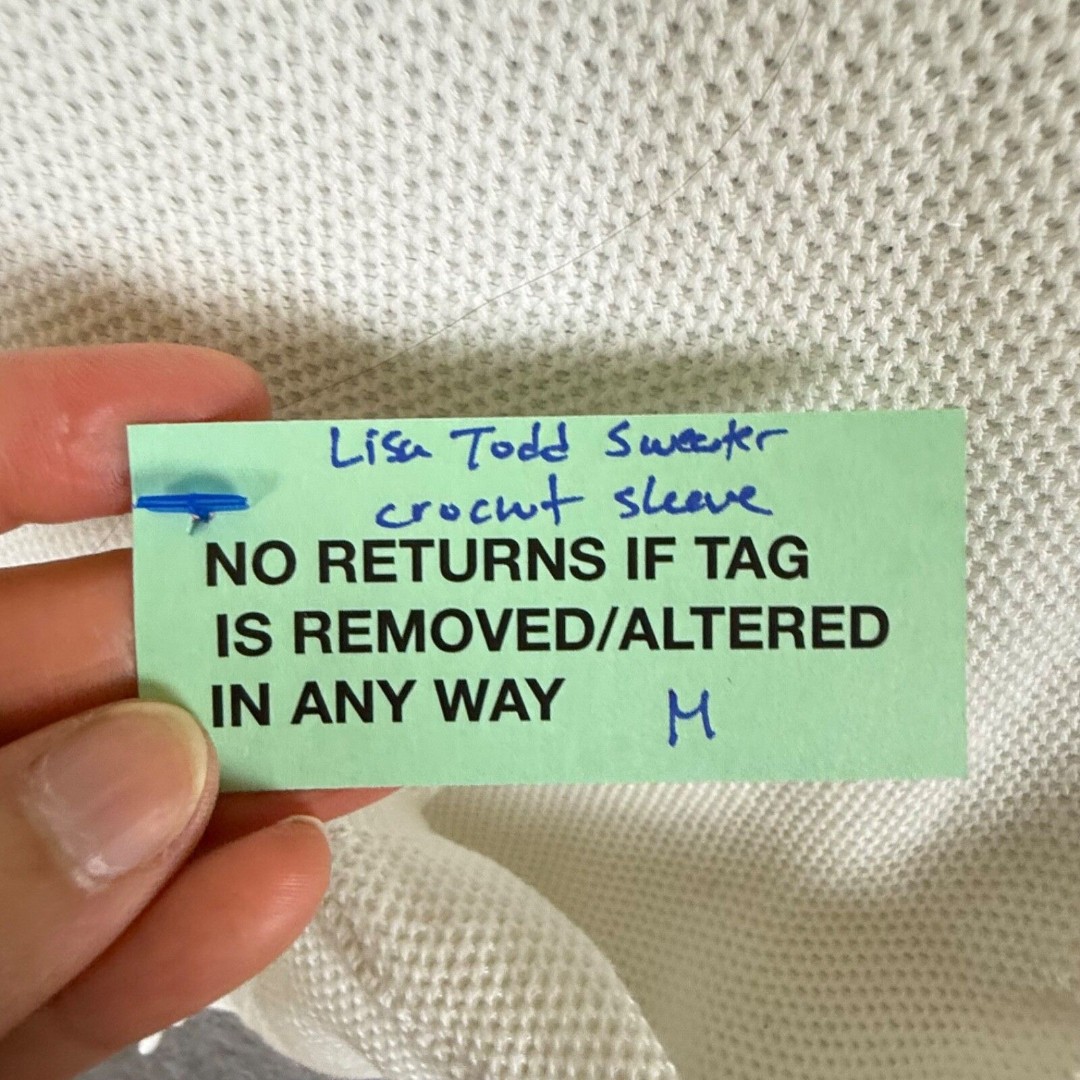 Lisa Todd Sweater
crochet sleeve
NO RETURNS IF TAG
IS REMOVED/ALTERED
IN ANY WAY M